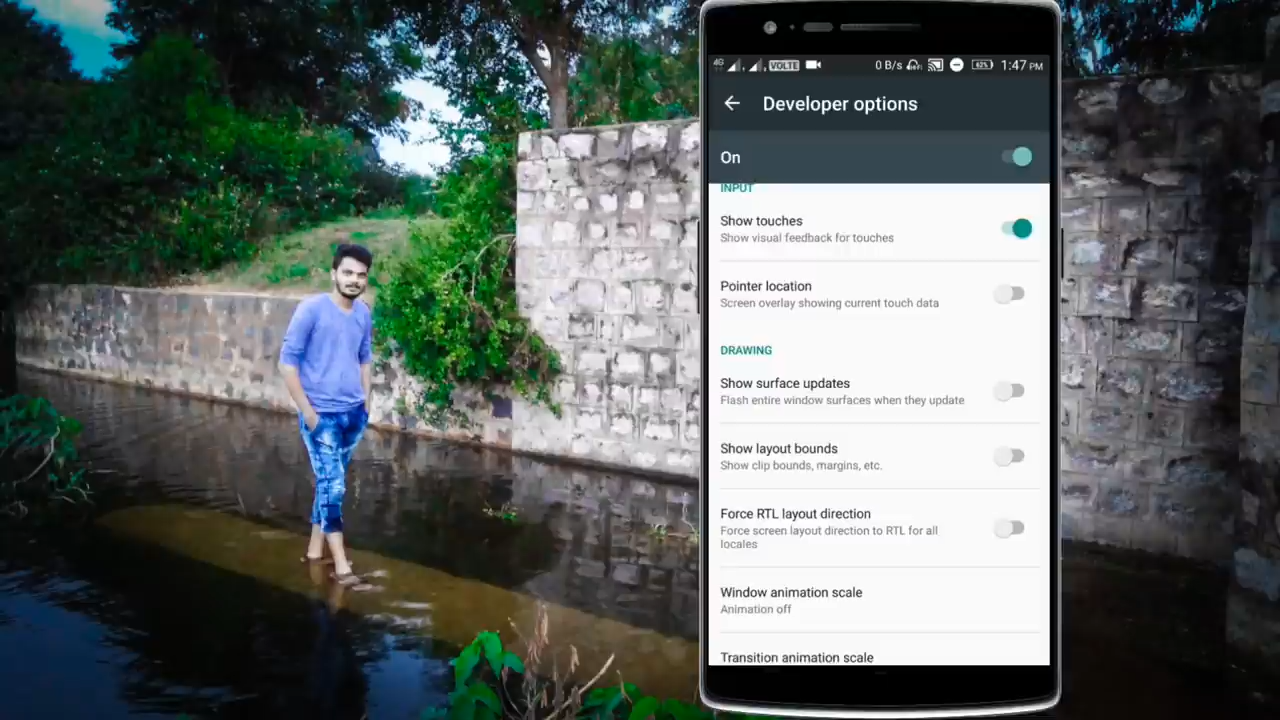 4G VOLTE 0 B/s 62% 1:47 PM
Developer options
On
INPUT
Show touches
Show visual feedback for touches
Pointer location
Screen overlay showing current touch data
DRAWING
Show surface updates
Flash entire window surfaces when they update
Show layout bounds
Show clip bounds, margins, etc.
Force RTL layout direction
Force screen layout direction to RTL for all
locales
Window animation scale
Animation off
Transition animation scale